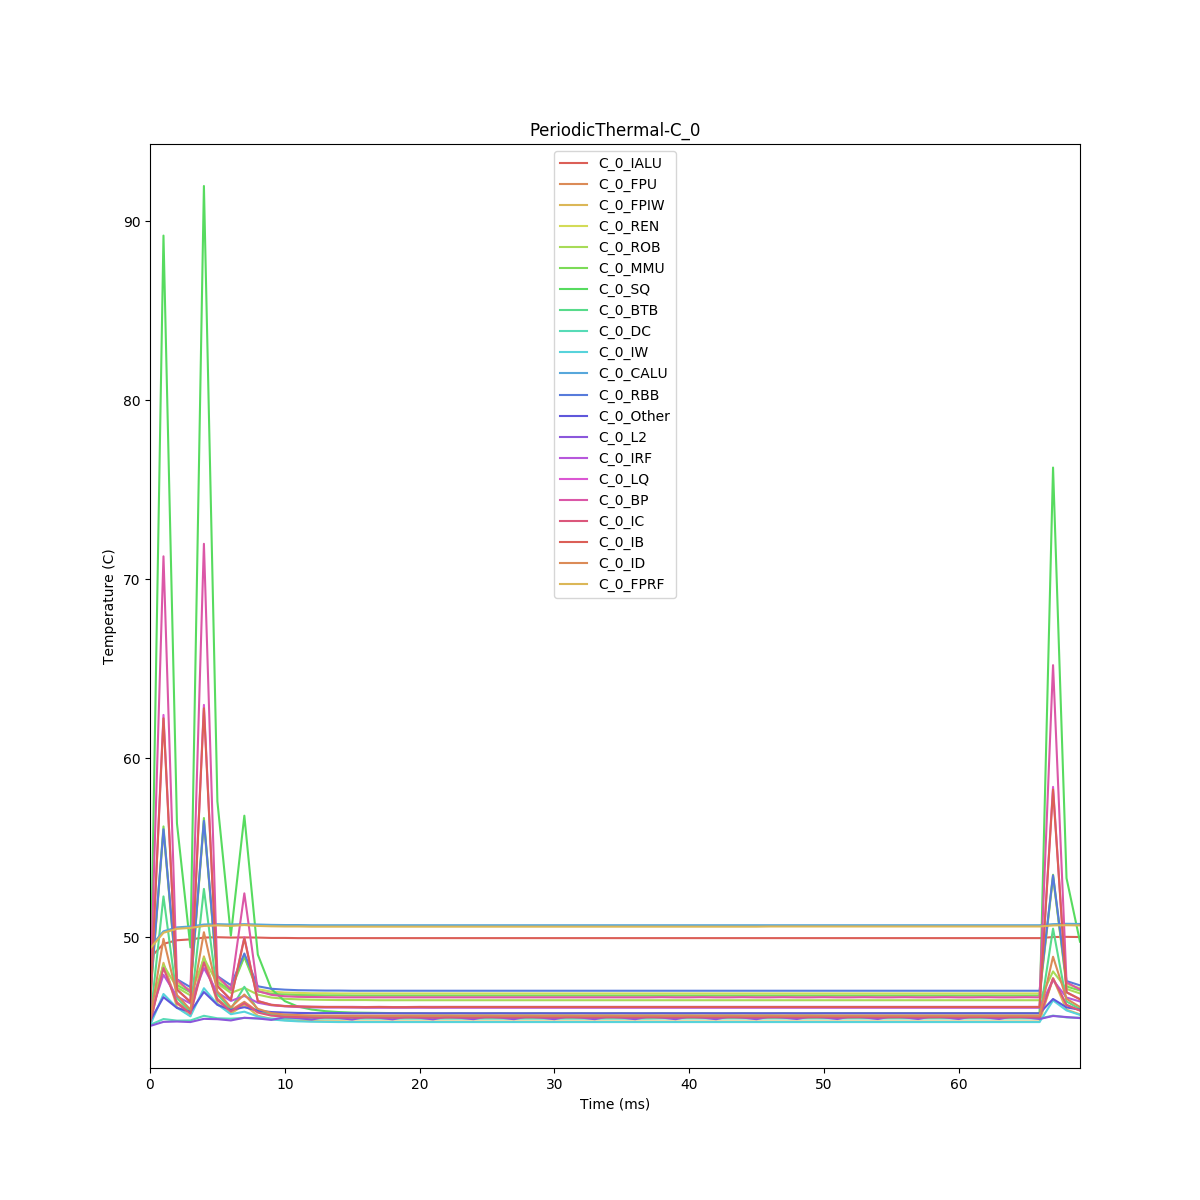 PeriodicThermal-C_0
C_0_IALU
C_0_FPU
C_0_FPIW
C_0_REN
C_0_ROB
C_0_MMU
C_0_SQ
C_0_BTB
C_0_DC
C_0_IW
C_0_CALU
C_0_RBB
C_0_Other
C_0_L2
C_0_IRF
C_0_LQ
C_0_BP
C_0_IC
C_0_IB
C_0_ID
C_0_FPRF
90
80
70
60
50
Temperature (C)
0 10 20 30 40 50 60
Time (ms)